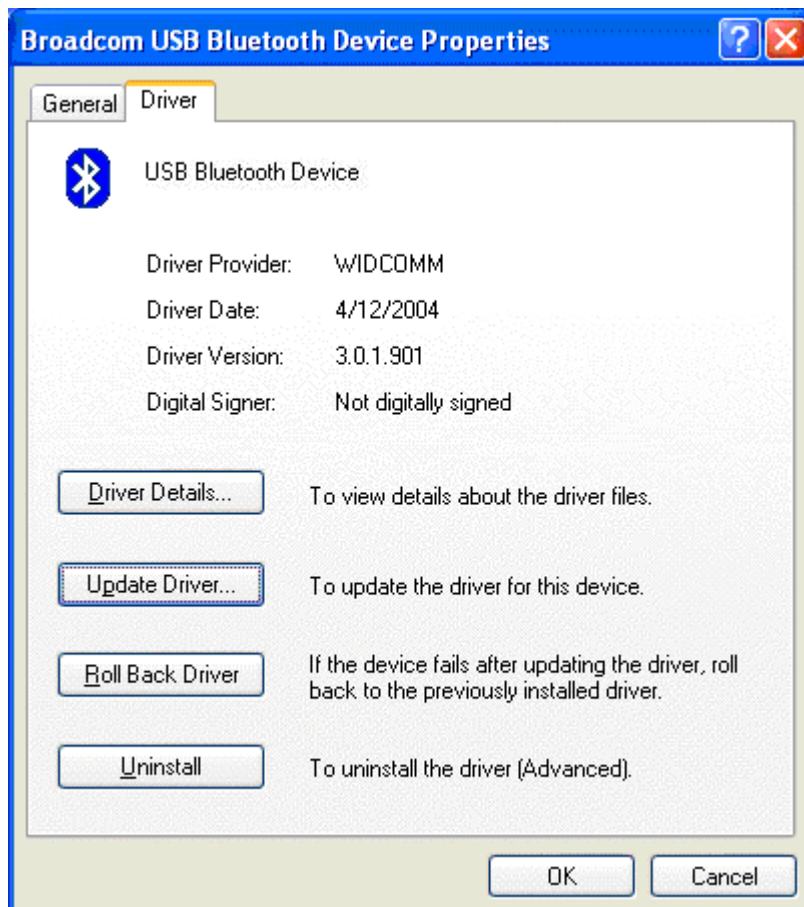 Broadcom USB Bluetooth Device Properties
General Driver
USB Bluetooth Device
Driver Provider: WIDCOMM
Driver Date: 4/12/2004
Driver Version: 3.0.1.901
Digital Signer: Not digitally signed
Driver Details... To view details about the driver files.
Update Driver... To update the driver for this device.
Roll Back Driver If the device fails after updating the driver, roll
back to the previously installed driver.
Uninstall To uninstall the driver (Advanced).
OK Cancel